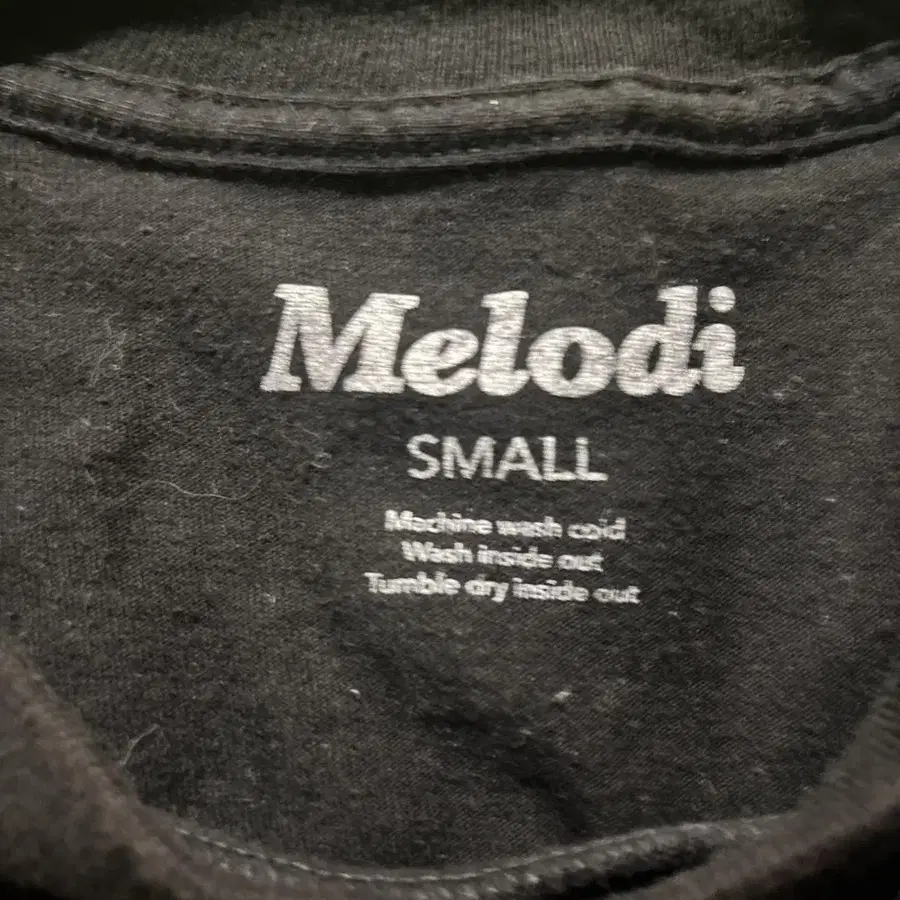 Melodi
SMALL
Machine wash cold
Wash inside out
Tumble dry inside out